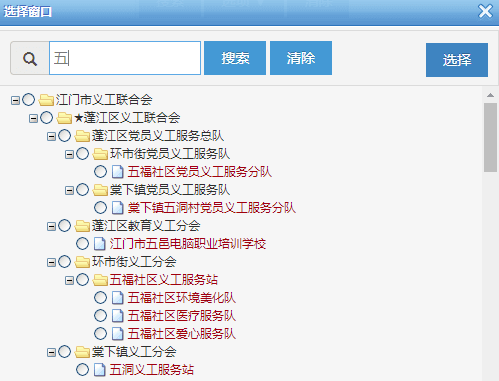 选择窗口
五 搜索 清除 选择
江门市义工联合会
★蓬江区义工联合会
蓬江区党员义工服务总队
环市街党员义工服务队
五福社区党员义工服务分队
棠下镇党员义工服务队
棠下镇五洞村党员义工服务分队
蓬江区教育义工分会
江门市五邑电脑职业培训学校
环市街义工分会
五福社区义工服务站
五福社区环境美化队
五福社区医疗服务队
五福社区爱心服务队
棠下镇义工分会
五洞义工服务站